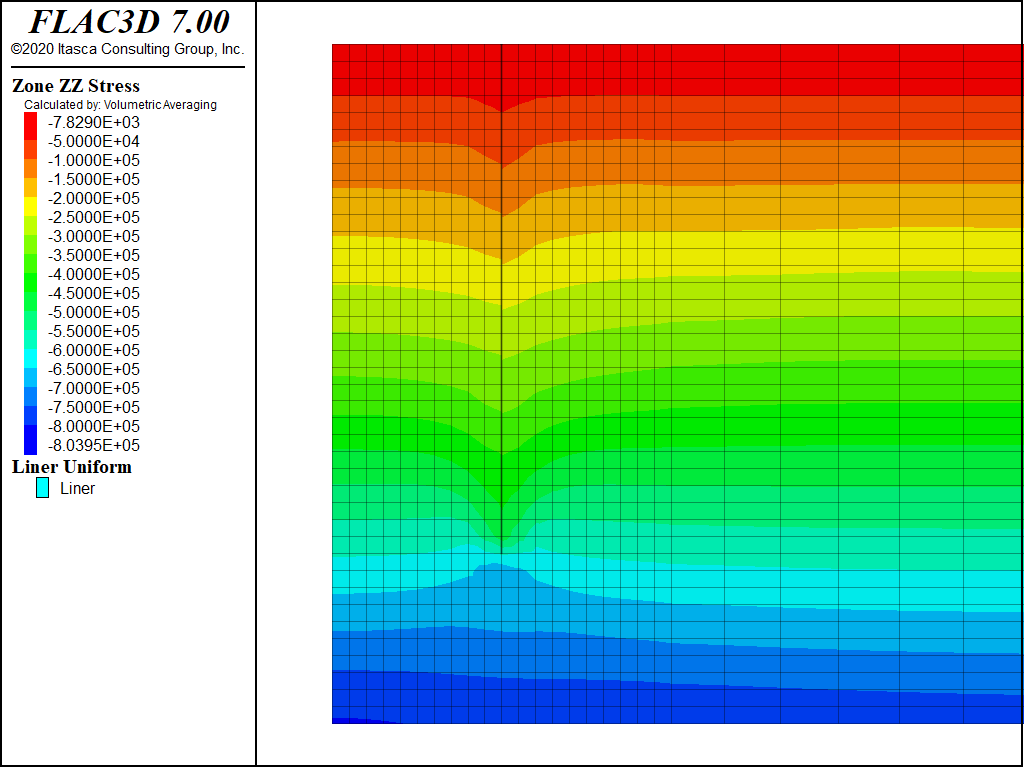 FLAC3D 7.00
©2020 Itasca Consulting Group, Inc.
Zone ZZ Stress
Calculated by: Volumetric Averaging
-7.8290E+03
-5.0000E+04
-1.0000E+05
-1.5000E+05
-2.0000E+05
-2.5000E+05
-3.0000E+05
-3.5000E+05
-4.0000E+05
-4.5000E+05
-5.0000E+05
-5.5000E+05
-6.0000E+05
-6.5000E+05
-7.0000E+05
-7.5000E+05
-8.0000E+05
-8.0395E+05
Liner Uniform
Liner